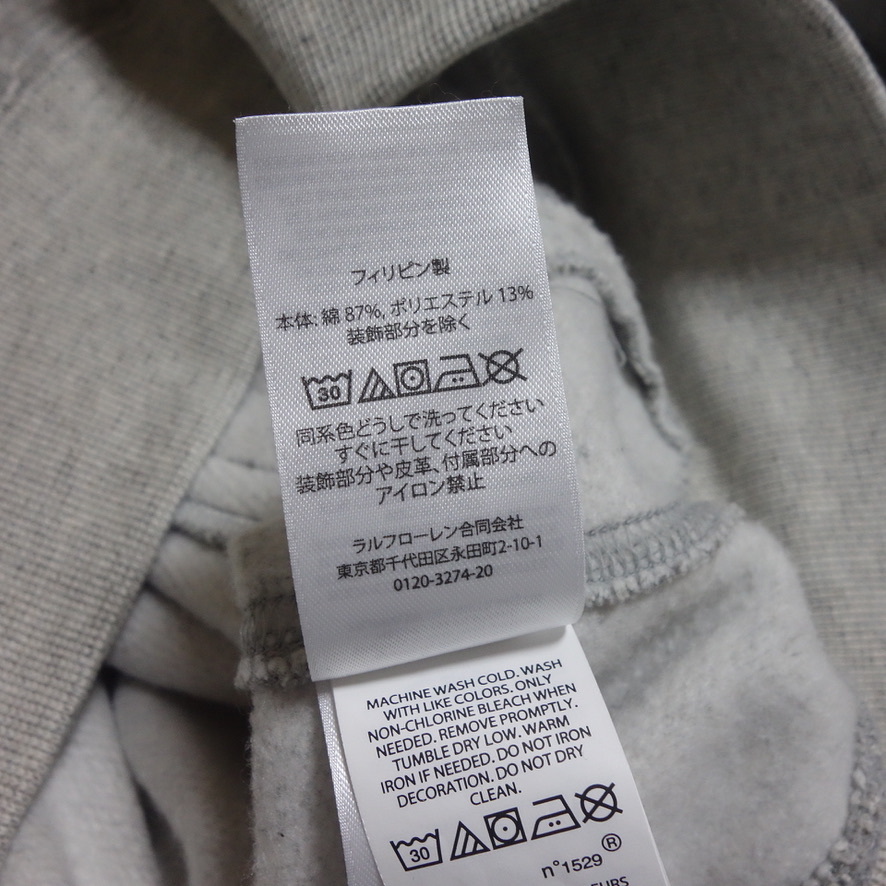 フィリピン製
本体: 綿 87%, ポリエステル 13%
装飾部分を除く
30
同系色どうしで洗ってください
すぐに干してください
装飾部分や皮革、付属部分への
アイロン禁止
ラルフローレン合同会社
東京都千代田区永田町2-10-1
0120-3274-20
MACHINE WASH COLD. WASH
WITH LIKE COLORS. ONLY
NON-CHLORINE BLEACH WHEN
NEEDED. REMOVE PROMPTLY.
TUMBLE DRY LOW. WARM
IRON IF NEEDED. DO NOT IRON
DECORATION. DO NOT DRY
CLEAN.
30
n°1529 ®